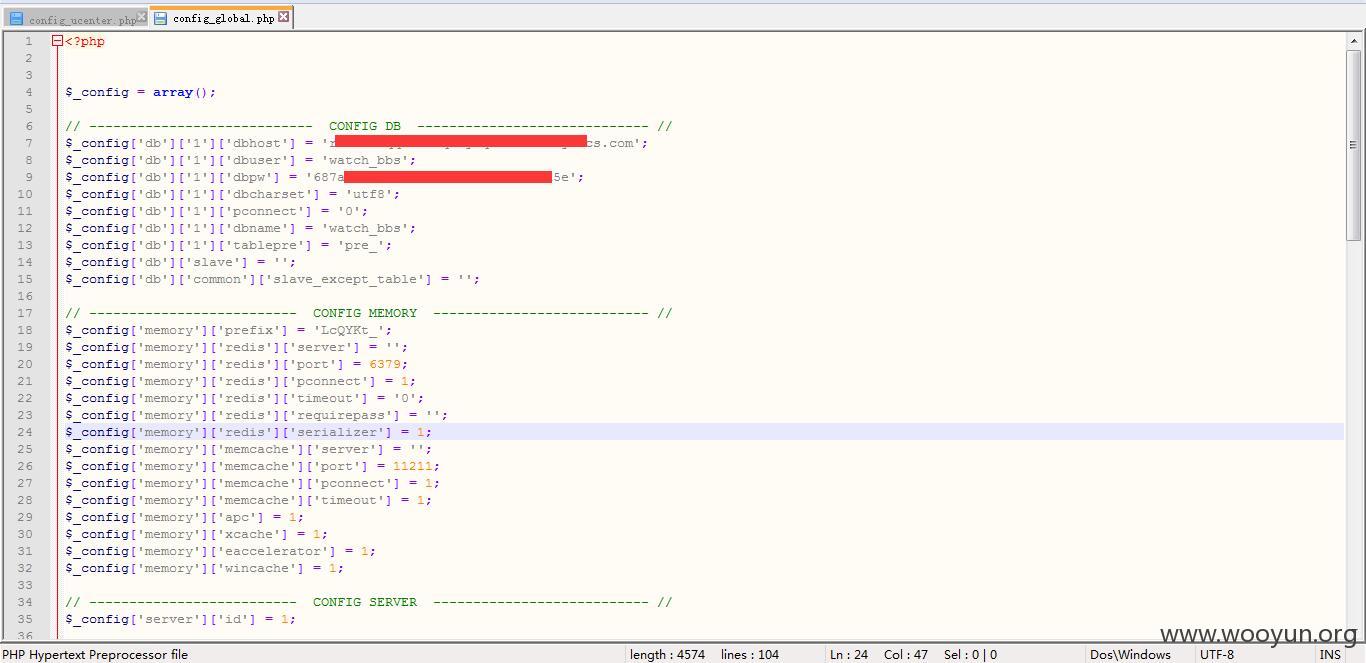 config_ucenter.php config_global.php
1 <?php
2
3
4 $_config = array();
5
6 // ---------------------------- CONFIG DB ----------------------------- //
7 $_config['db']['1']['dbhost'] = 'r cs.com';
8 $_config['db']['1']['dbuser'] = 'watch_bbs';
9 $_config['db']['1']['dbpw'] = '687a 5e';
10 $_config['db']['1']['dbcharset'] = 'utf8';
11 $_config['db']['1']['pconnect'] = '0';
12 $_config['db']['1']['dbname'] = 'watch_bbs';
13 $_config['db']['1']['tablepre'] = 'pre_';
14 $_config['db']['slave'] = '';
15 $_config['db']['common']['slave_except_table'] = '';
16
17 // -------------------------- CONFIG MEMORY --------------------------- //
18 $_config['memory']['prefix'] = 'LcQYKt_';
19 $_config['memory']['redis']['server'] = '';
20 $_config['memory']['redis']['port'] = 6379;
21 $_config['memory']['redis']['pconnect'] = 1;
22 $_config['memory']['redis']['timeout'] = '0';
23 $_config['memory']['redis']['requirepass'] = '';
24 $_config['memory']['redis']['serializer'] = 1;
25 $_config['memory']['memcache']['server'] = '';
26 $_config['memory']['memcache']['port'] = 11211;
27 $_config['memory']['memcache']['pconnect'] = 1;
28 $_config['memory']['memcache']['timeout'] = 1;
29 $_config['memory']['apc'] = 1;
30 $_config['memory']['xcache'] = 1;
31 $_config['memory']['eaccelerator'] = 1;
32 $_config['memory']['wincache'] = 1;
33
34 // -------------------------- CONFIG SERVER --------------------------- //
35 $_config['server']['id'] = 1;
36
www.wooyun.org
PHP Hypertext Preprocessor file length : 4574 lines : 104 Ln : 24 Col : 47 Sel : 0 | 0 Dos\Windows UTF-8 INS